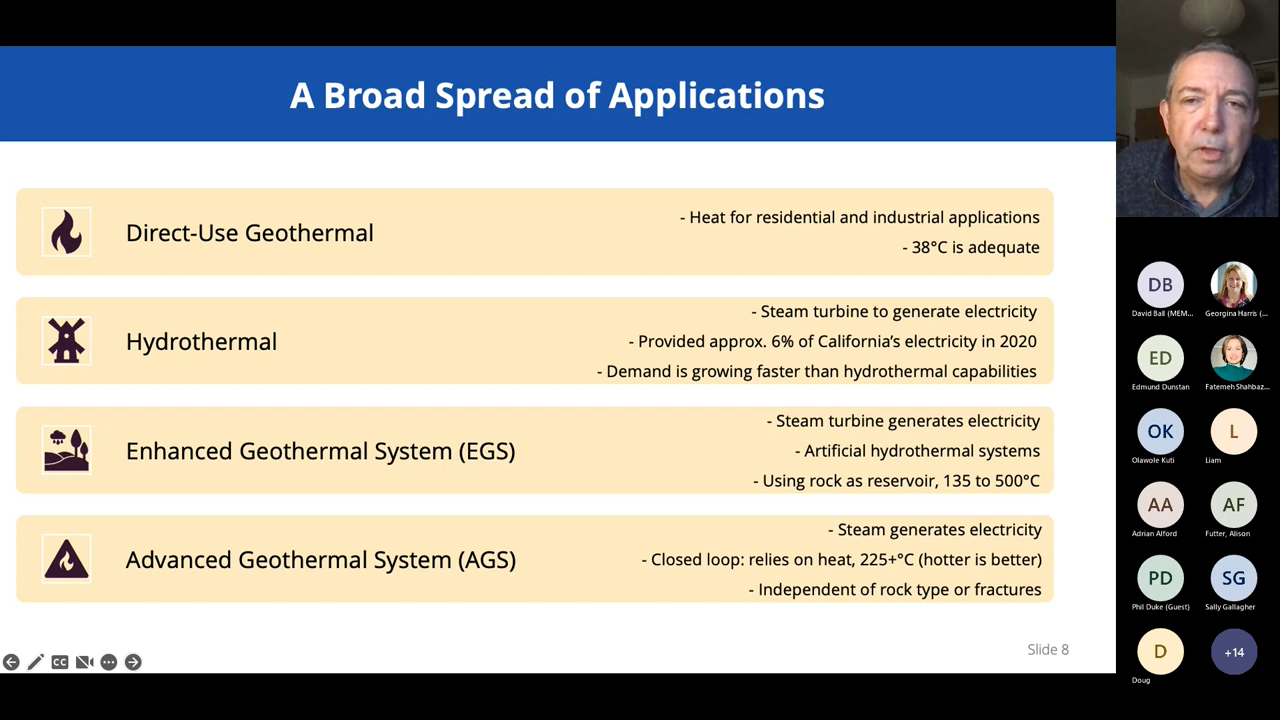 A Broad Spread of Applications
Direct-Use Geothermal
- Heat for residential and industrial applications
- 38°C is adequate
Hydrothermal
- Steam turbine to generate electricity
- Provided approx. 6% of California's electricity in 2020
- Demand is growing faster than hydrothermal capabilities
Enhanced Geothermal System (EGS)
- Steam turbine generates electricity
- Artificial hydrothermal systems
- Using rock as reservoir, 135 to 500°C
Advanced Geothermal System (AGS)
- Steam generates electricity
- Closed loop: relies on heat, 225+°C (hotter is better)
- Independent of rock type or fractures
Slide 8
CC
DB
David Ball (MEM...
Georgina Harris (...
ED
Edmund Dunstan
Fatemeh Shahbaz...
OK
Olawole Kuti
L
Liam
AA
Adrian Alford
AF
Futter, Alison
PD
Phil Duke (Guest)
SG
Sally Gallagher
D
Doug
+14